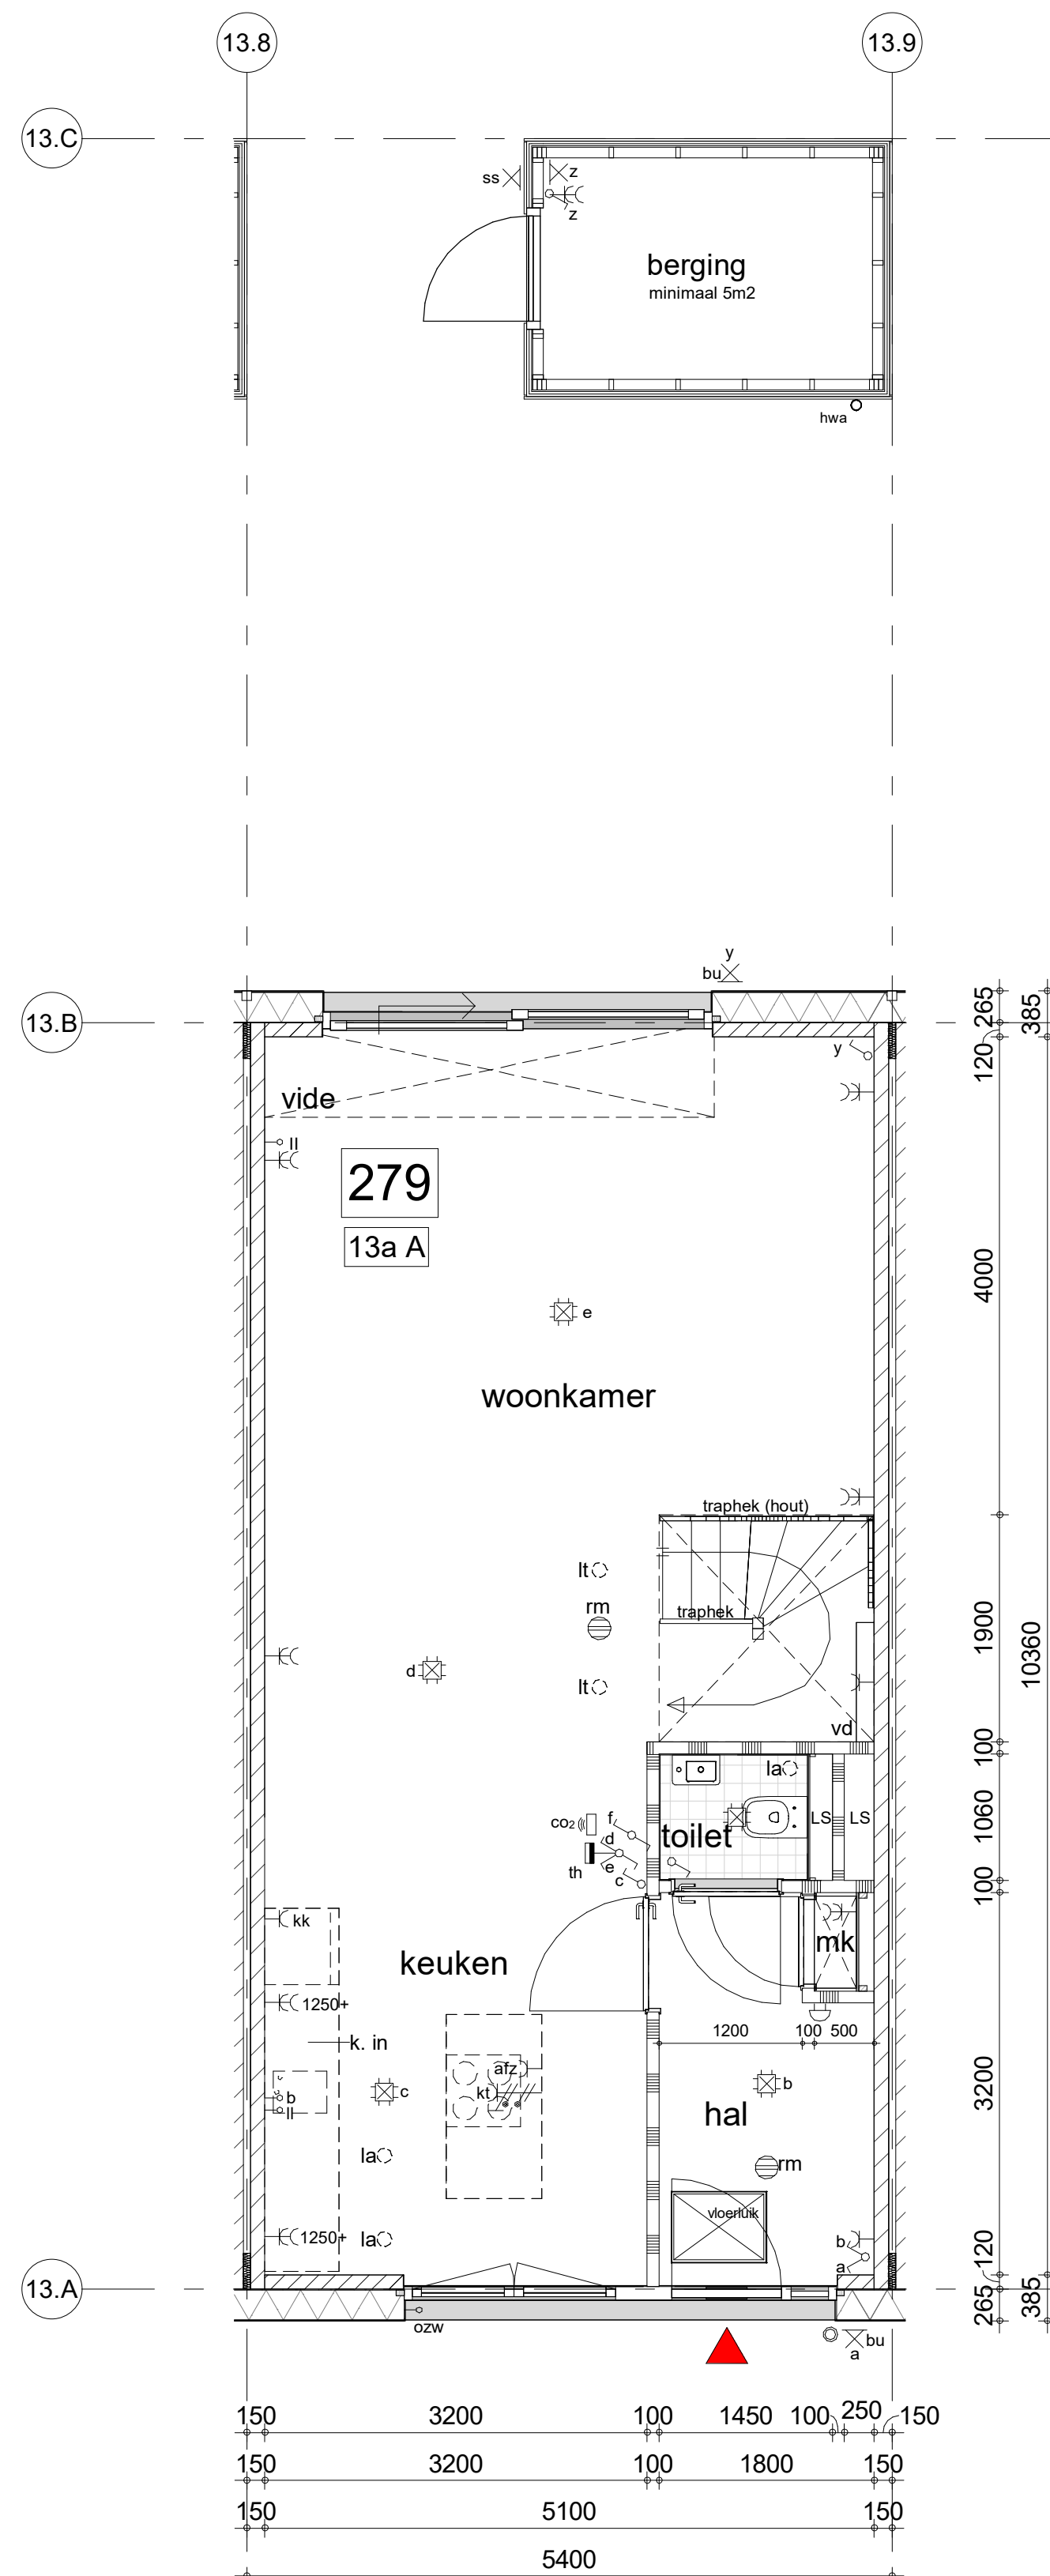 13.8
13.9
13.C
ss
z
z
berging
minimaal 5m2
hwa
y
bu
13.B
265
385
120
y
vide
ll
279
13a A
4000
e
woonkamer
traphek (hout)
lt
rm
traphek
1900
10360
d
lt
vd
100
la
co2
f
d
toilet
LS
LS
1060
th
e
c
100
kk
keuken
mk
1250+
1200
100
500
k. in
afz
kt
b
b
c
ll
hal
3200
la
rm
vloerluik
1250+
la
b
a
120
13.A
265
385
ozw
bu
a
150
3200
100
1450
100
250
150
150
3200
100
1800
150
150
5100
150
5400